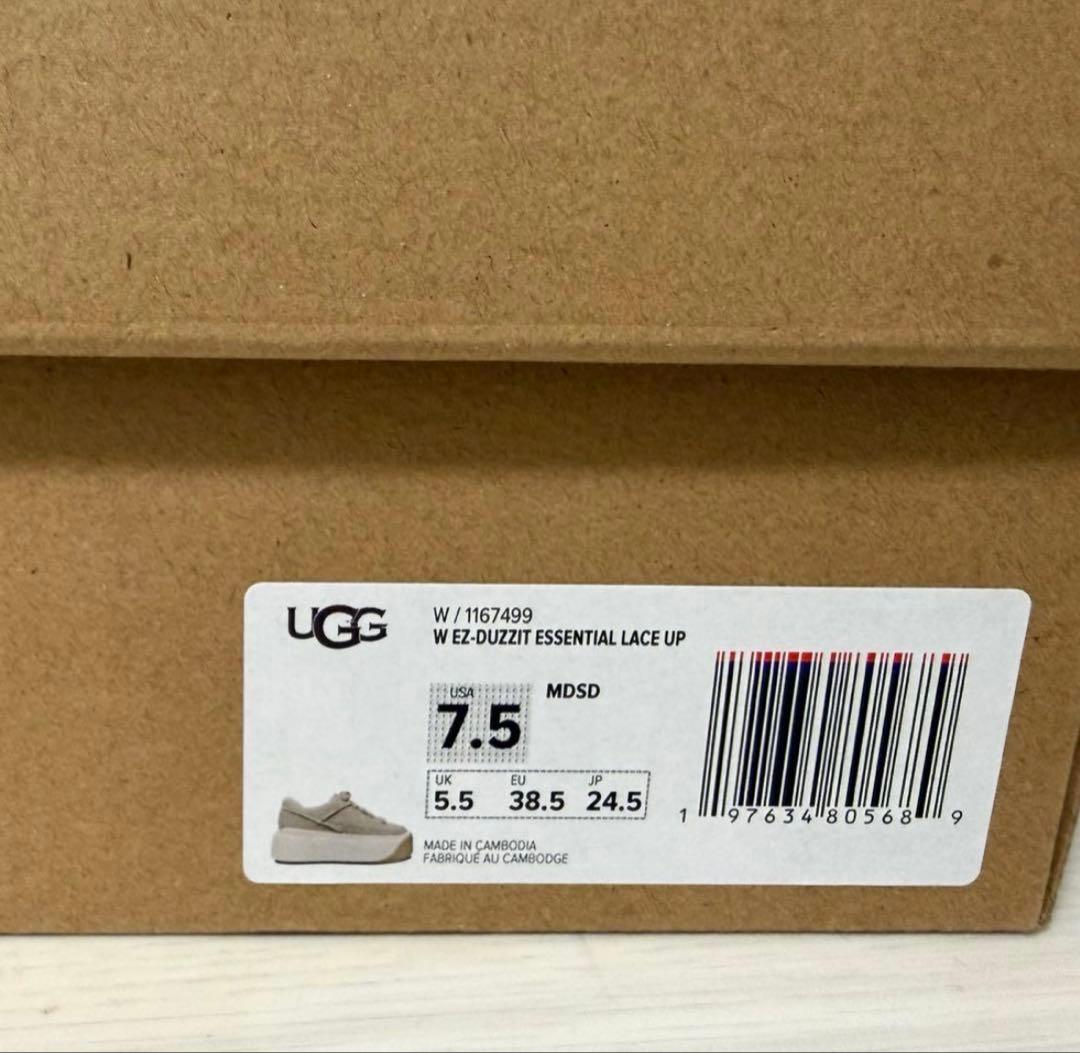 UGG
W / 1167499
W EZ-DUZZIT ESSENTIAL LACE UP
USA
7.5
MDSD
UK EU JP
5.5 38.5 24.5
MADE IN CAMBODIA
FABRIQUÉ AU CAMBODGE
1 97634 80568 9